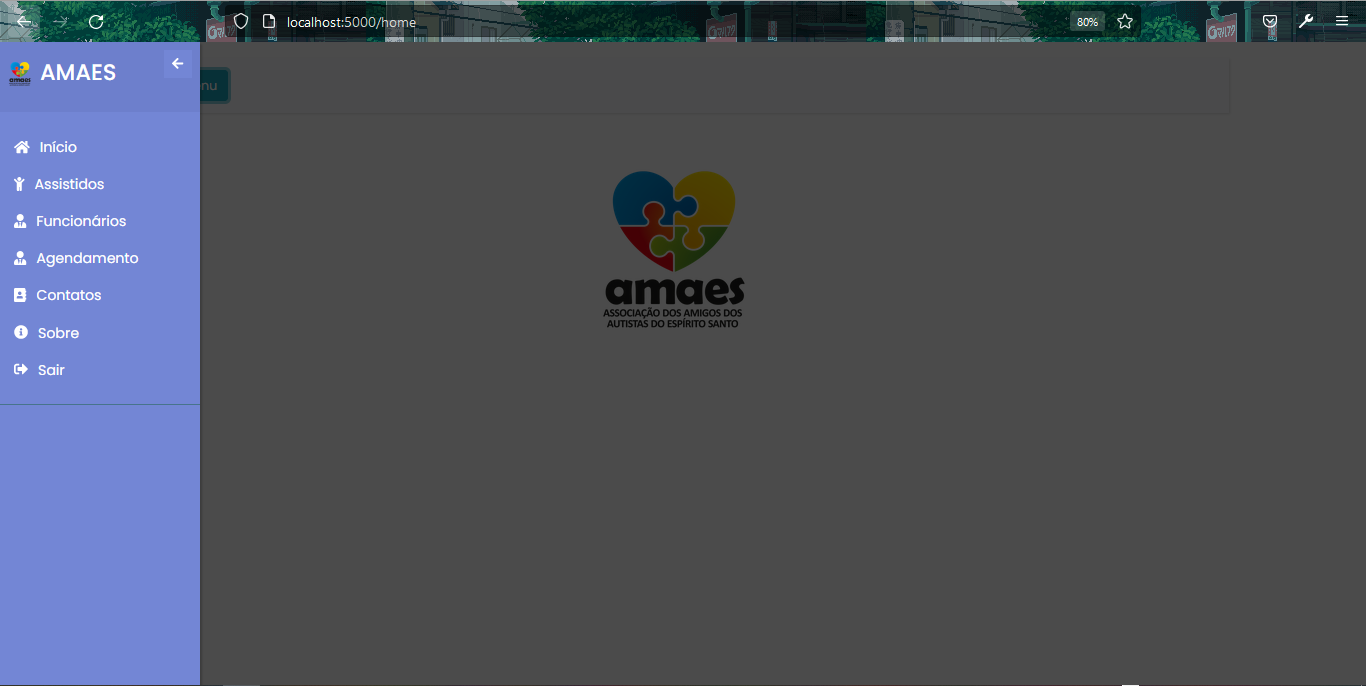 localhost:5000/home
80%
AMAES
nu
Início
Assistidos
Funcionários
Agendamento
Contatos
Sobre
Sair
amaes
ASSOCIAÇÃO DOS AMIGOS DOS
AUTISTAS DO ESPÍRITO SANTO